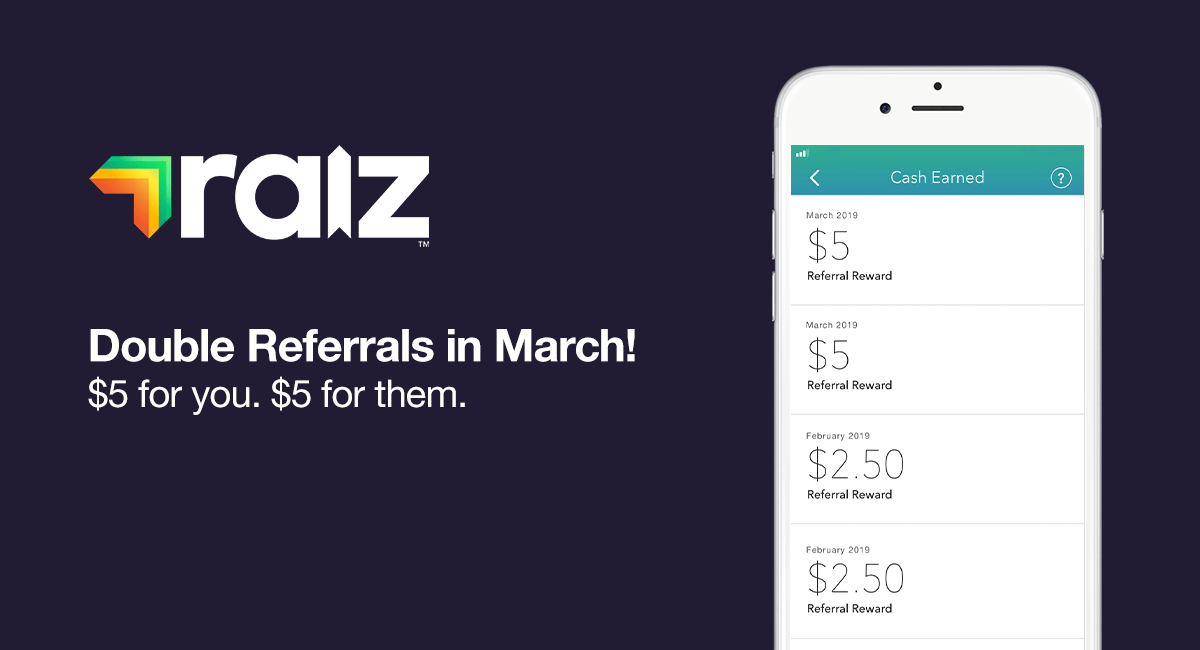 raiz
TM
Double Referrals in March!
$5 for you. $5 for them.
Cash Earned
?
March 2019
$5
Referral Reward
March 2019
$5
Referral Reward
February 2019
$2.50
Referral Reward
February 2019
$2.50
Referral Reward